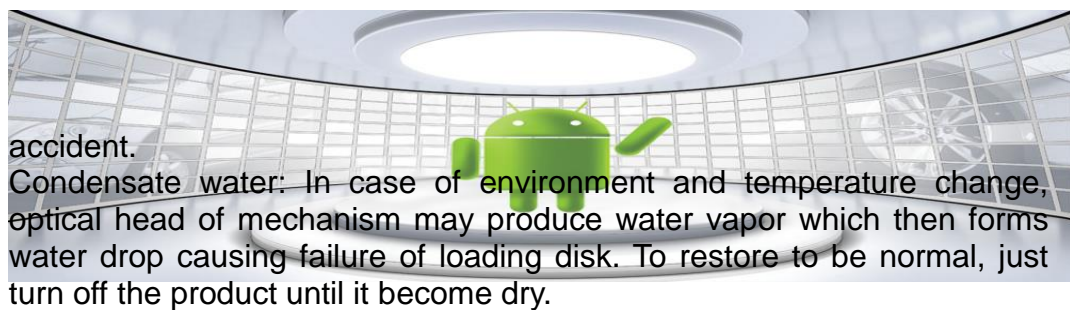 accident.
Condensate water: In case of environment and temperature change,
optical head of mechanism may produce water vapor which then forms
water drop causing failure of loading disk. To restore to be normal, just
turn off the product until it become dry.